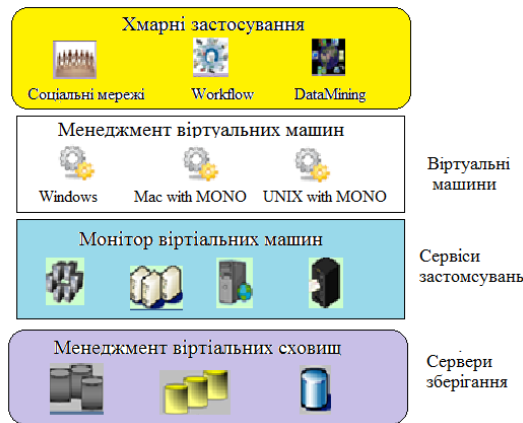 Хмарні застосування
Соціальні мережі Workflow DataMining
Менеджмент віртуальних машин
Windows Mac with MONO UNIX with MONO
Віртуальні
машини
Монітор віртіальних машин
Сервіси
застомсувань
Менеджмент віртіальних сховищ
Сервери
зберігання